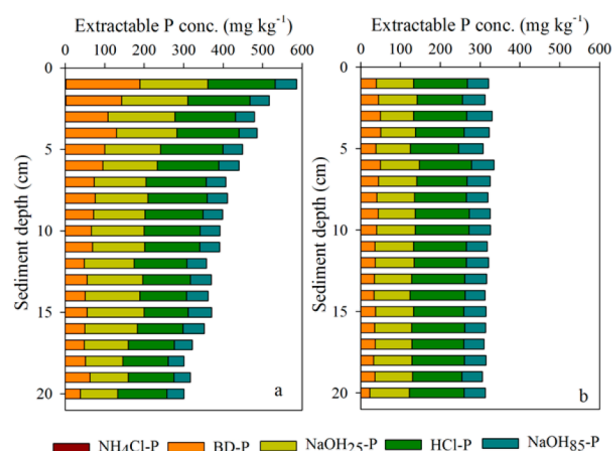 Extractable P conc. (mg kg⁻¹)
Extractable P conc. (mg kg⁻¹)
0 100 200 300 400 500 600
0 100 200 300 400 500 600
Sediment depth (cm)
0
5
10
15
20
a
Sediment depth (cm)
0
5
10
15
20
b
NH₄Cl-P BD-P NaOH₂₅-P HCl-P NaOH₈₅-P